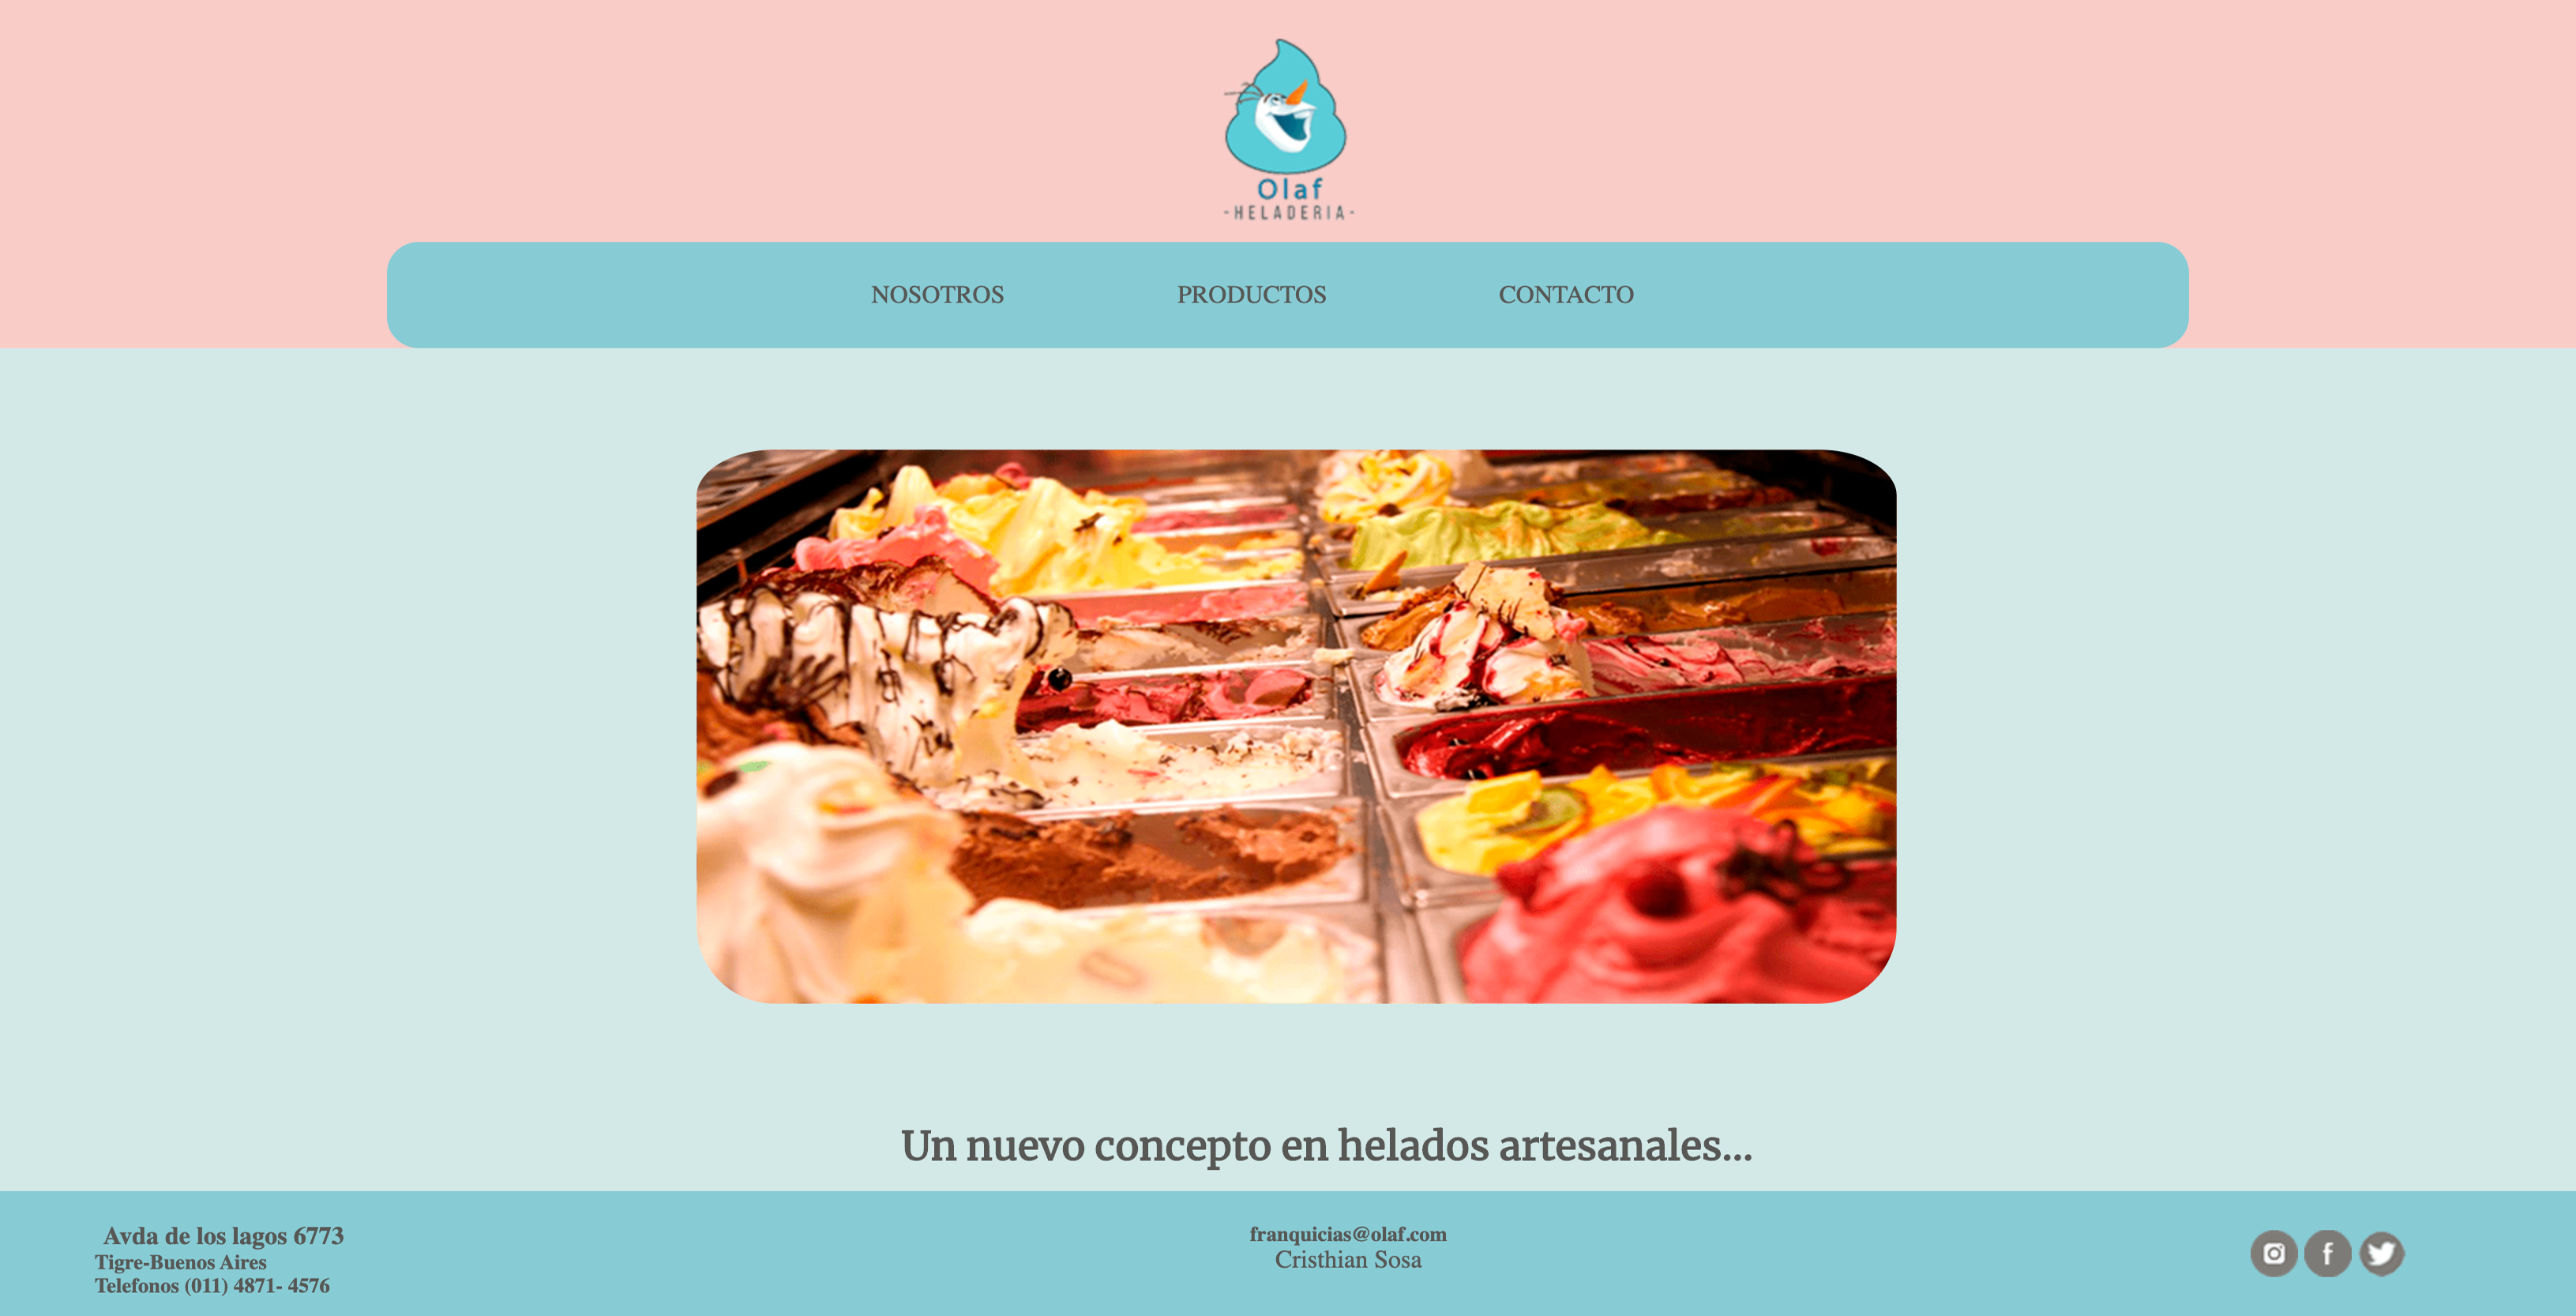 Olaf
-HELADERIA-
NOSOTROS PRODUCTOS CONTACTO
Un nuevo concepto en helados artesanales...
Avda de los lagos 6773
Tigre-Buenos Aires
Telefonos (011) 4871- 4576
franquicias@olaf.com
Cristhian Sosa